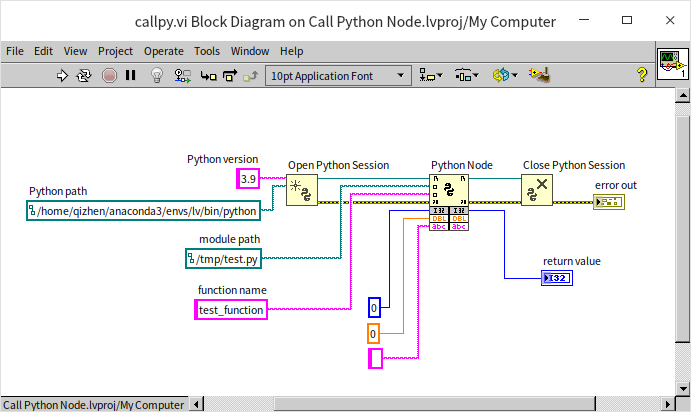 callpy.vi Block Diagram on Call Python Node.lvproj/My Computer
File Edit View Project Operate Tools Window Help
10pt Application Font
1
Python version
3.9
Open Python Session
Python Node
Close Python Session
error out
Python path
/home/qizhen/anaconda3/envs/lv/bin/python
I32 I32
DBL DBL
abc abc
module path
/tmp/test.py
return value
I32
function name
test_function
0
0
Call Python Node.lvproj/My Computer